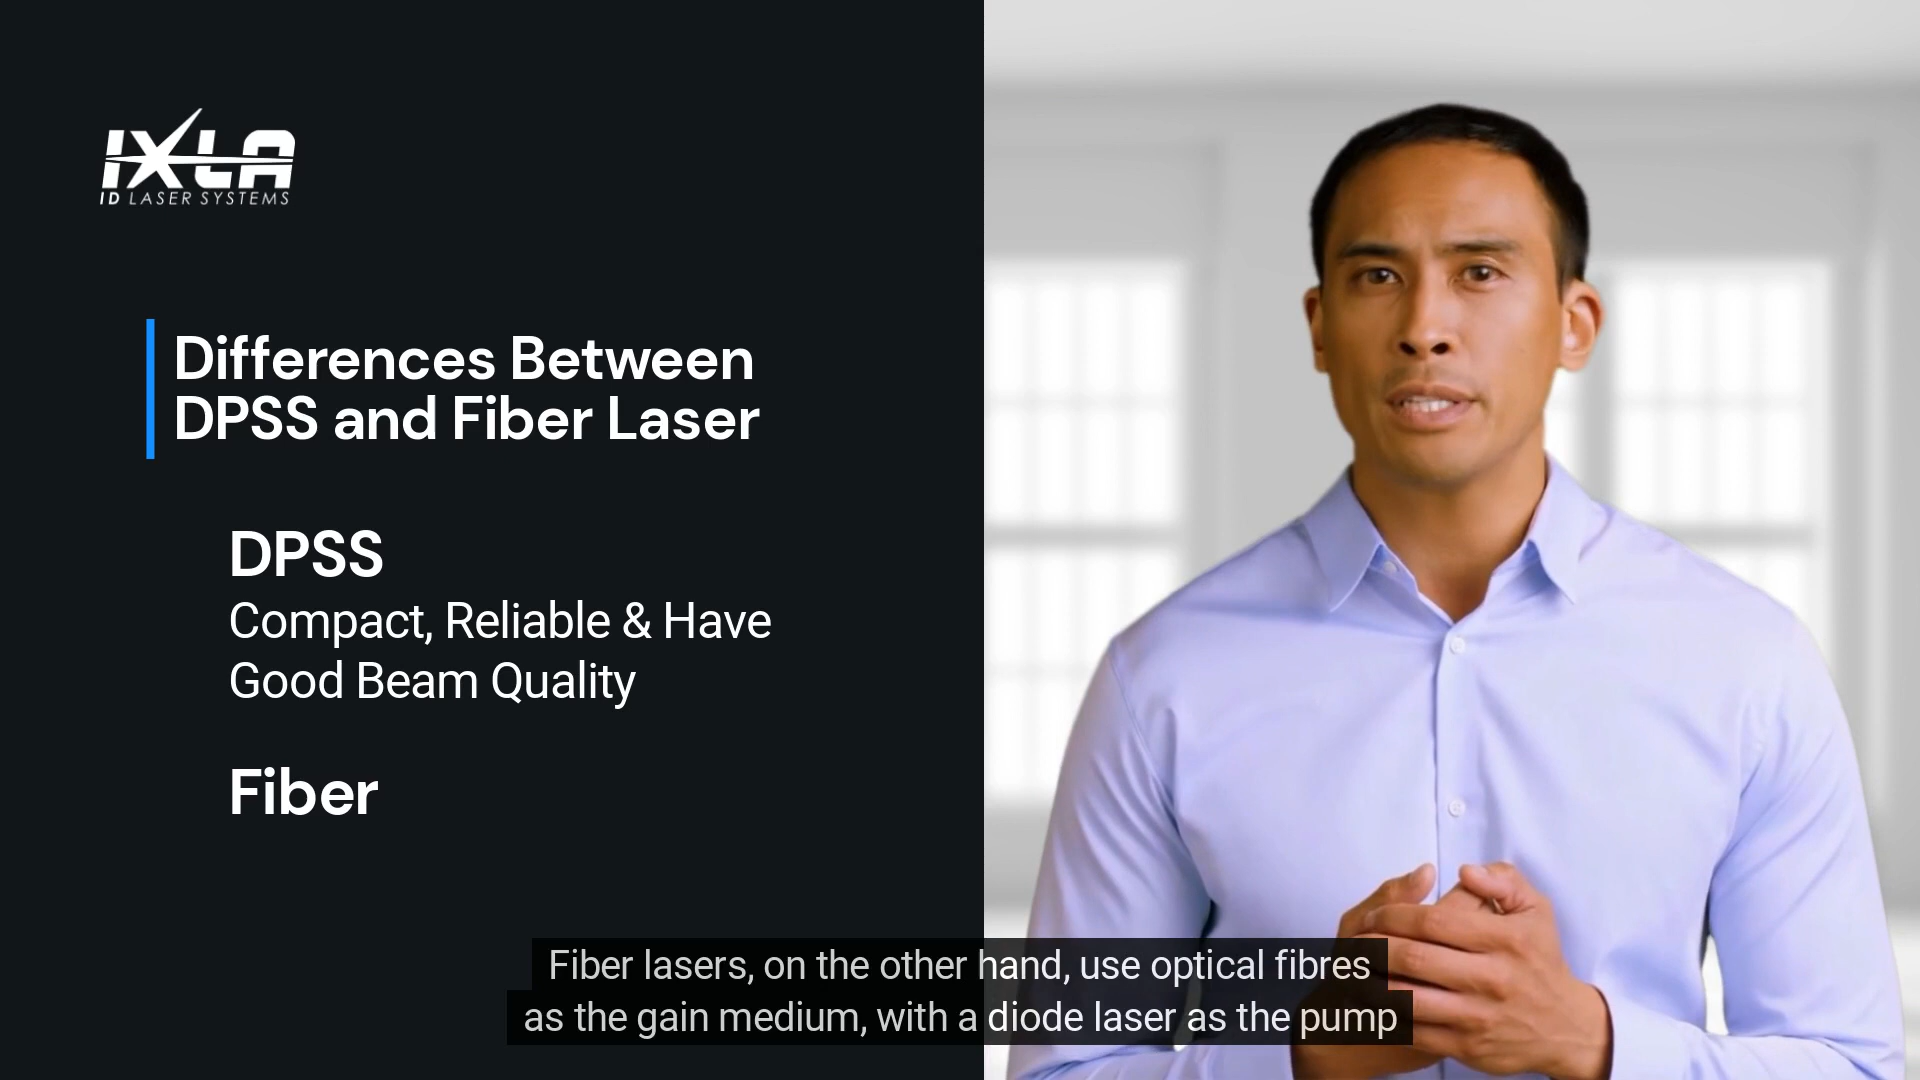 IXLA
ID LASER SYSTEMS
Differences Between
DPSS and Fiber Laser
DPSS
Compact, Reliable & Have
Good Beam Quality
Fiber
Fiber lasers, on the other hand, use optical fibres
as the gain medium, with a diode laser as the pump